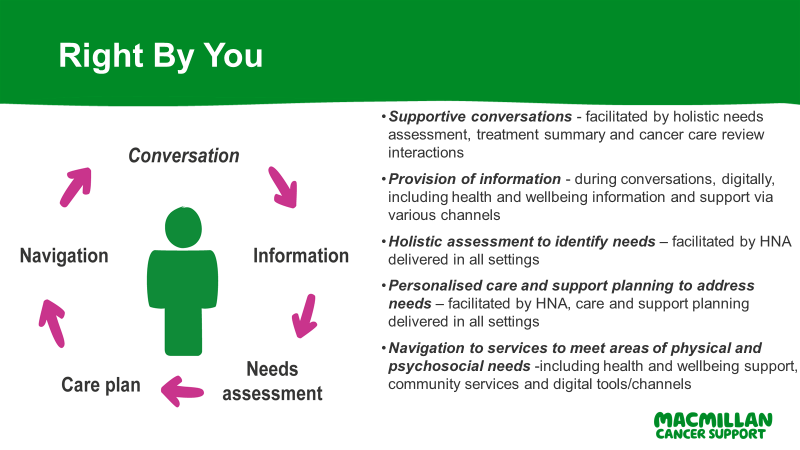 Right By You
Conversation
Information
Needs
assessment
Care plan
Navigation
•Supportive conversations - facilitated by holistic needs
assessment, treatment summary and cancer care review
interactions
•Provision of information - during conversations, digitally,
including health and wellbeing information and support via
various channels
•Holistic assessment to identify needs – facilitated by HNA
delivered in all settings
•Personalised care and support planning to address
needs – facilitated by HNA, care and support planning
delivered in all settings
•Navigation to services to meet areas of physical and
psychosocial needs -including health and wellbeing support,
community services and digital tools/channels
MACMILLAN
CANCER SUPPORT